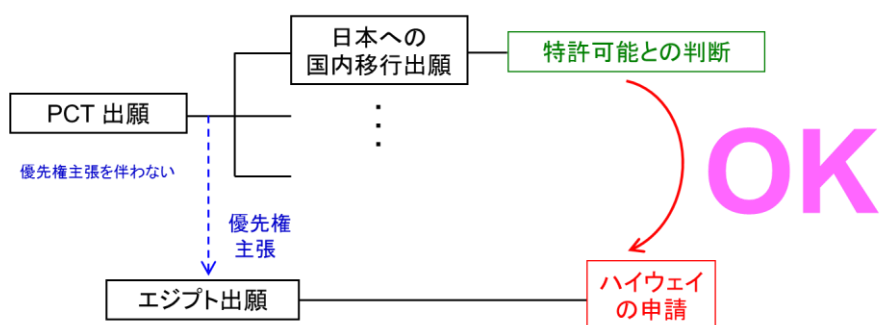 日本への
国内移行出願
特許可能との判断
PCT 出願
・
・
・
優先権主張を伴わない
OK
優先権
主張
エジプト出願
ハイウェイ
の申請